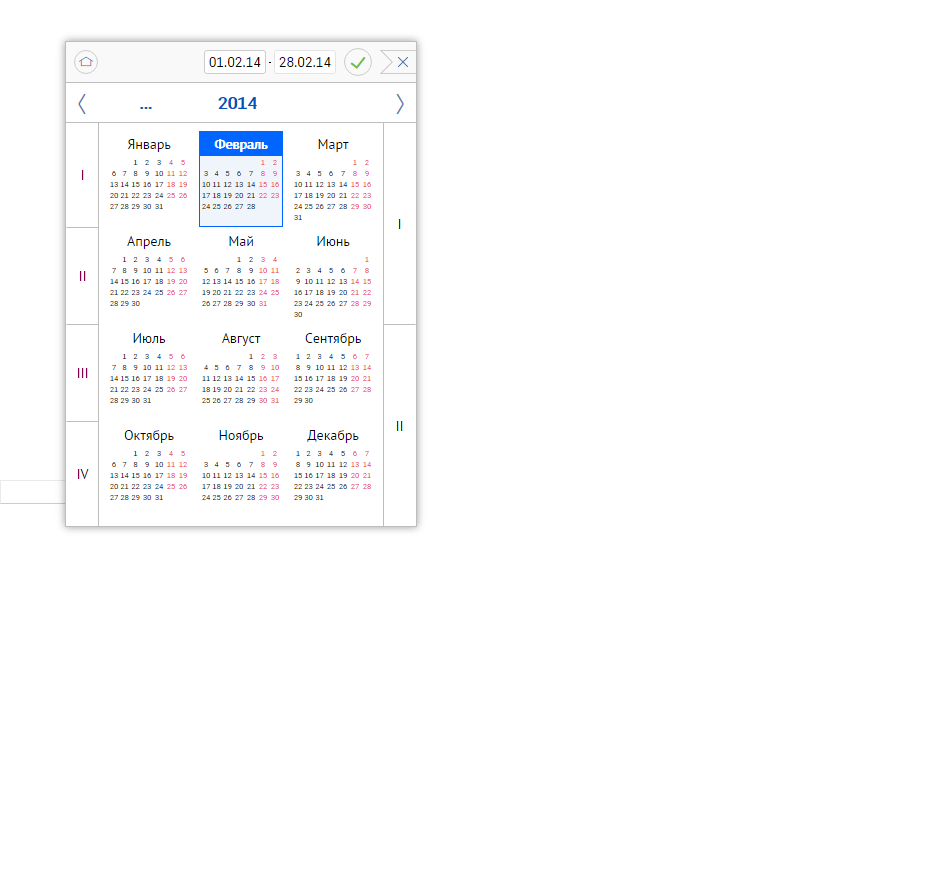 01.02.14 - 28.02.14
... 2014
Январь Февраль Март
1 2 3 4 5 1 2 1 2
6 7 8 9 10 11 12 3 4 5 6 7 8 9 3 4 5 6 7 8 9
I 13 14 15 16 17 18 19 10 11 12 13 14 15 16 10 11 12 13 14 15 16
20 21 22 23 24 25 26 17 18 19 20 21 22 23 17 18 19 20 21 22 23
27 28 29 30 31 24 25 26 27 28 24 25 26 27 28 29 30
31
I
Апрель Май Июнь
1 2 3 4 5 6 1 2 3 4 1
7 8 9 10 11 12 13 5 6 7 8 9 10 11 2 3 4 5 6 7 8
II 14 15 16 17 18 19 20 12 13 14 15 16 17 18 9 10 11 12 13 14 15
21 22 23 24 25 26 27 19 20 21 22 23 24 25 16 17 18 19 20 21 22
28 29 30 26 27 28 29 30 31 23 24 25 26 27 28 29
30
Июль Август Сентябрь
1 2 3 4 5 6 1 2 3 1 2 3 4 5 6 7
7 8 9 10 11 12 13 4 5 6 7 8 9 10 8 9 10 11 12 13 14
III 14 15 16 17 18 19 20 11 12 13 14 15 16 17 15 16 17 18 19 20 21
21 22 23 24 25 26 27 18 19 20 21 22 23 24 22 23 24 25 26 27 28
28 29 30 31 25 26 27 28 29 30 31 29 30
II
Октябрь Ноябрь Декабрь
1 2 3 4 5 1 2 1 2 3 4 5 6 7
6 7 8 9 10 11 12 3 4 5 6 7 8 9 8 9 10 11 12 13 14
IV 13 14 15 16 17 18 19 10 11 12 13 14 15 16 15 16 17 18 19 20 21
20 21 22 23 24 25 26 17 18 19 20 21 22 23 22 23 24 25 26 27 28
27 28 29 30 31 24 25 26 27 28 29 30 29 30 31